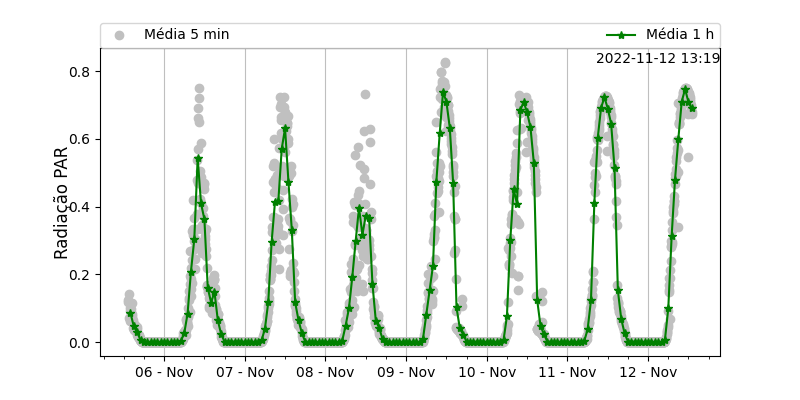 Média 5 min
Média 1 h
2022-11-12 13:19
Radiação PAR
0.8
0.6
0.4
0.2
0.0
06 - Nov
07 - Nov
08 - Nov
09 - Nov
10 - Nov
11 - Nov
12 - Nov